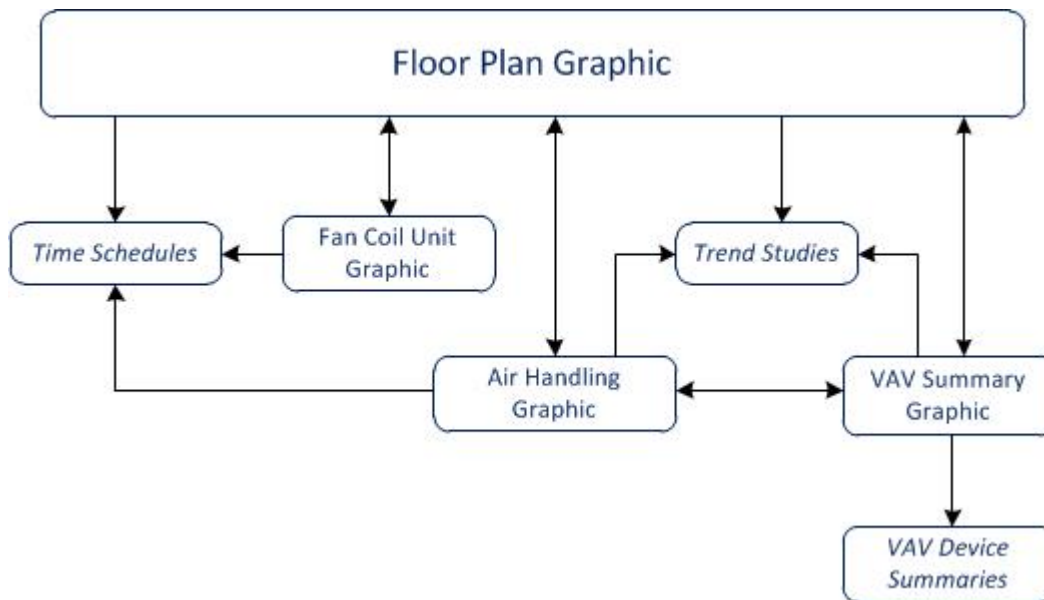 Floor Plan Graphic
Time Schedules
Fan Coil Unit
Graphic
Trend Studies
Air Handling
Graphic
VAV Summary
Graphic
VAV Device
Summaries